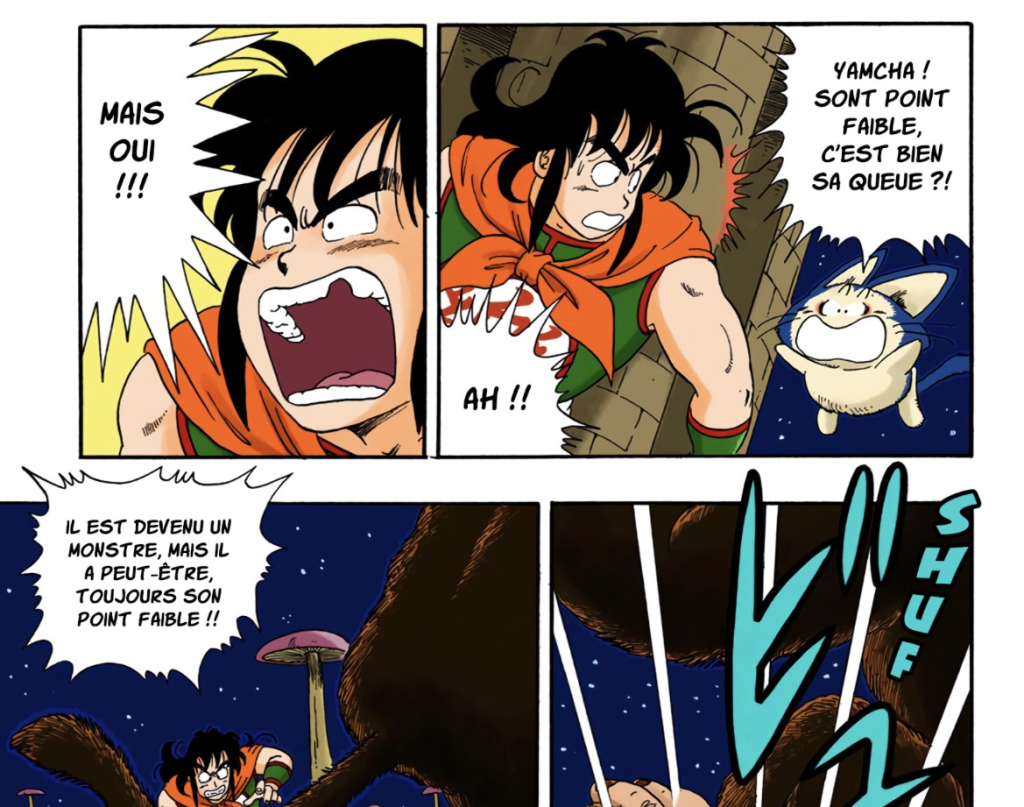 MAIS
OUI
!!!
YAMCHA !
SONT POINT
FAIBLE,
C'EST BIEN
SA QUEUE ?!
AH !!
IL EST DEVENU UN
MONSTRE, MAIS IL
A PEUT-ÊTRE,
TOUJOURS SON
POINT FAIBLE !!
SHUF